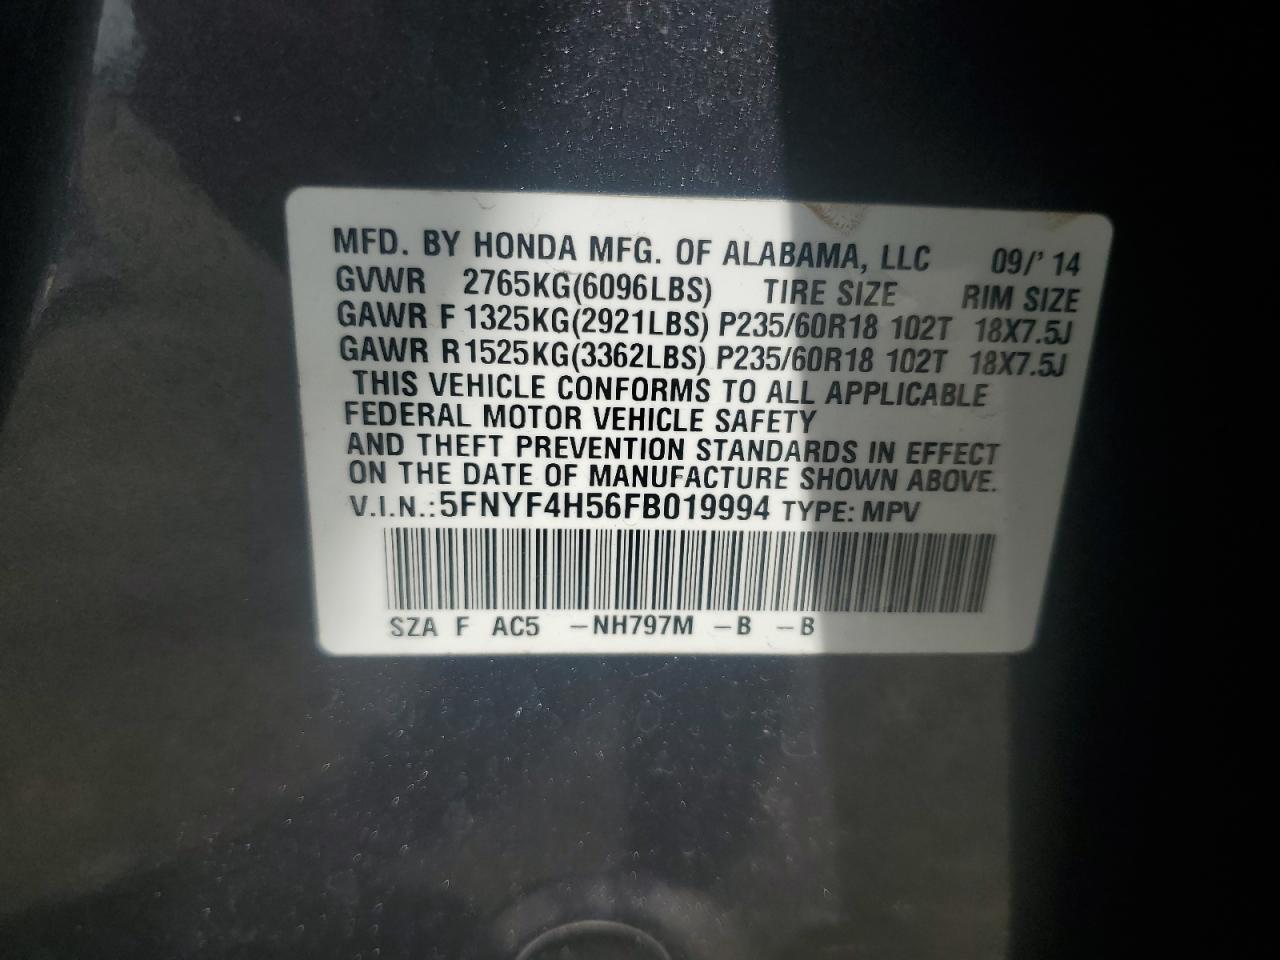 MFD. BY HONDA MFG. OF ALABAMA, LLC 09/' 14
GVWR 2765KG(6096LBS) TIRE SIZE RIM SIZE
GAWR F 1325KG(2921LBS) P235/60R18 102T 18X7.5J
GAWR R1525KG(3362LBS) P235/60R18 102T 18X7.5J
THIS VEHICLE CONFORMS TO ALL APPLICABLE
FEDERAL MOTOR VEHICLE SAFETY
AND THEFT PREVENTION STANDARDS IN EFFECT
ON THE DATE OF MANUFACTURE SHOWN ABOVE.
V.I.N.:5FNYF4H56FB019994 TYPE: MPV
SZA F AC5 -NH797M -B -B